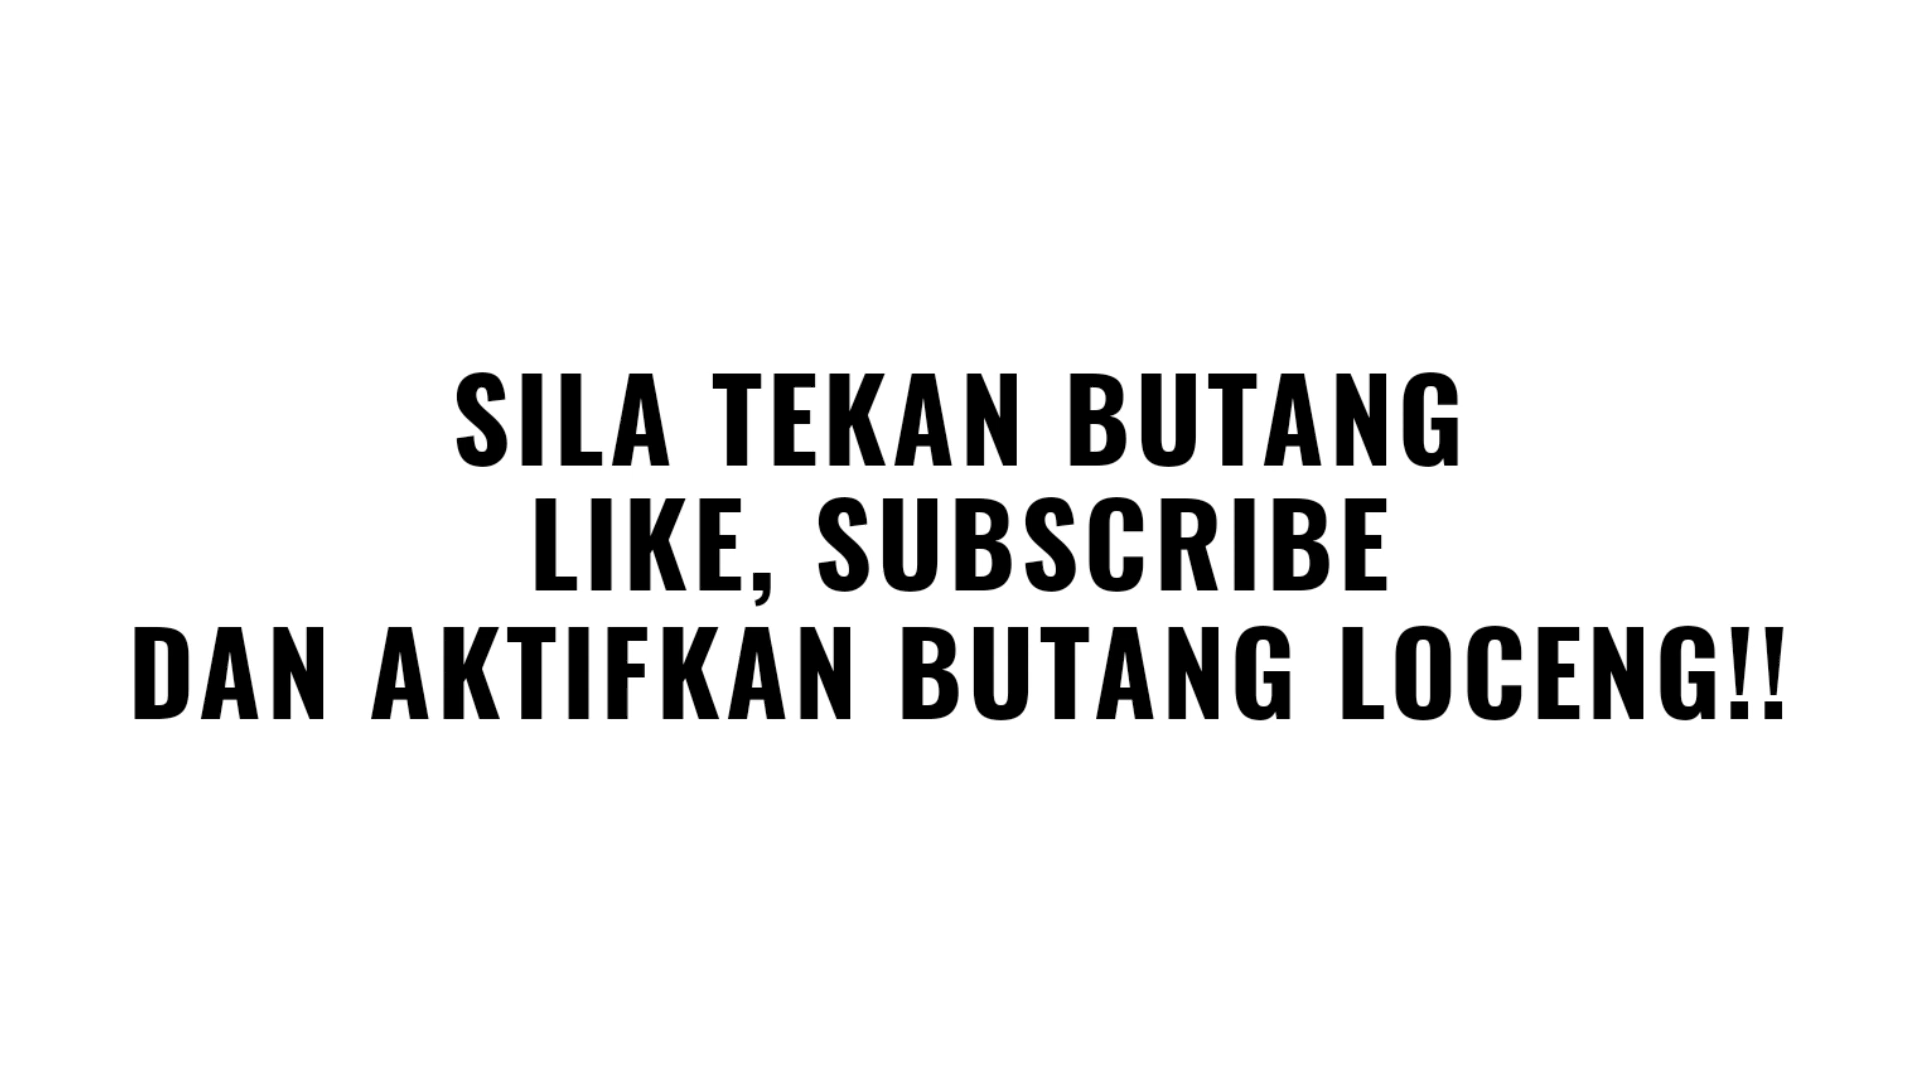 SILA TEKAN BUTANG
LIKE, SUBSCRIBE
DAN AKTIFKAN BUTANG LOCENG!!